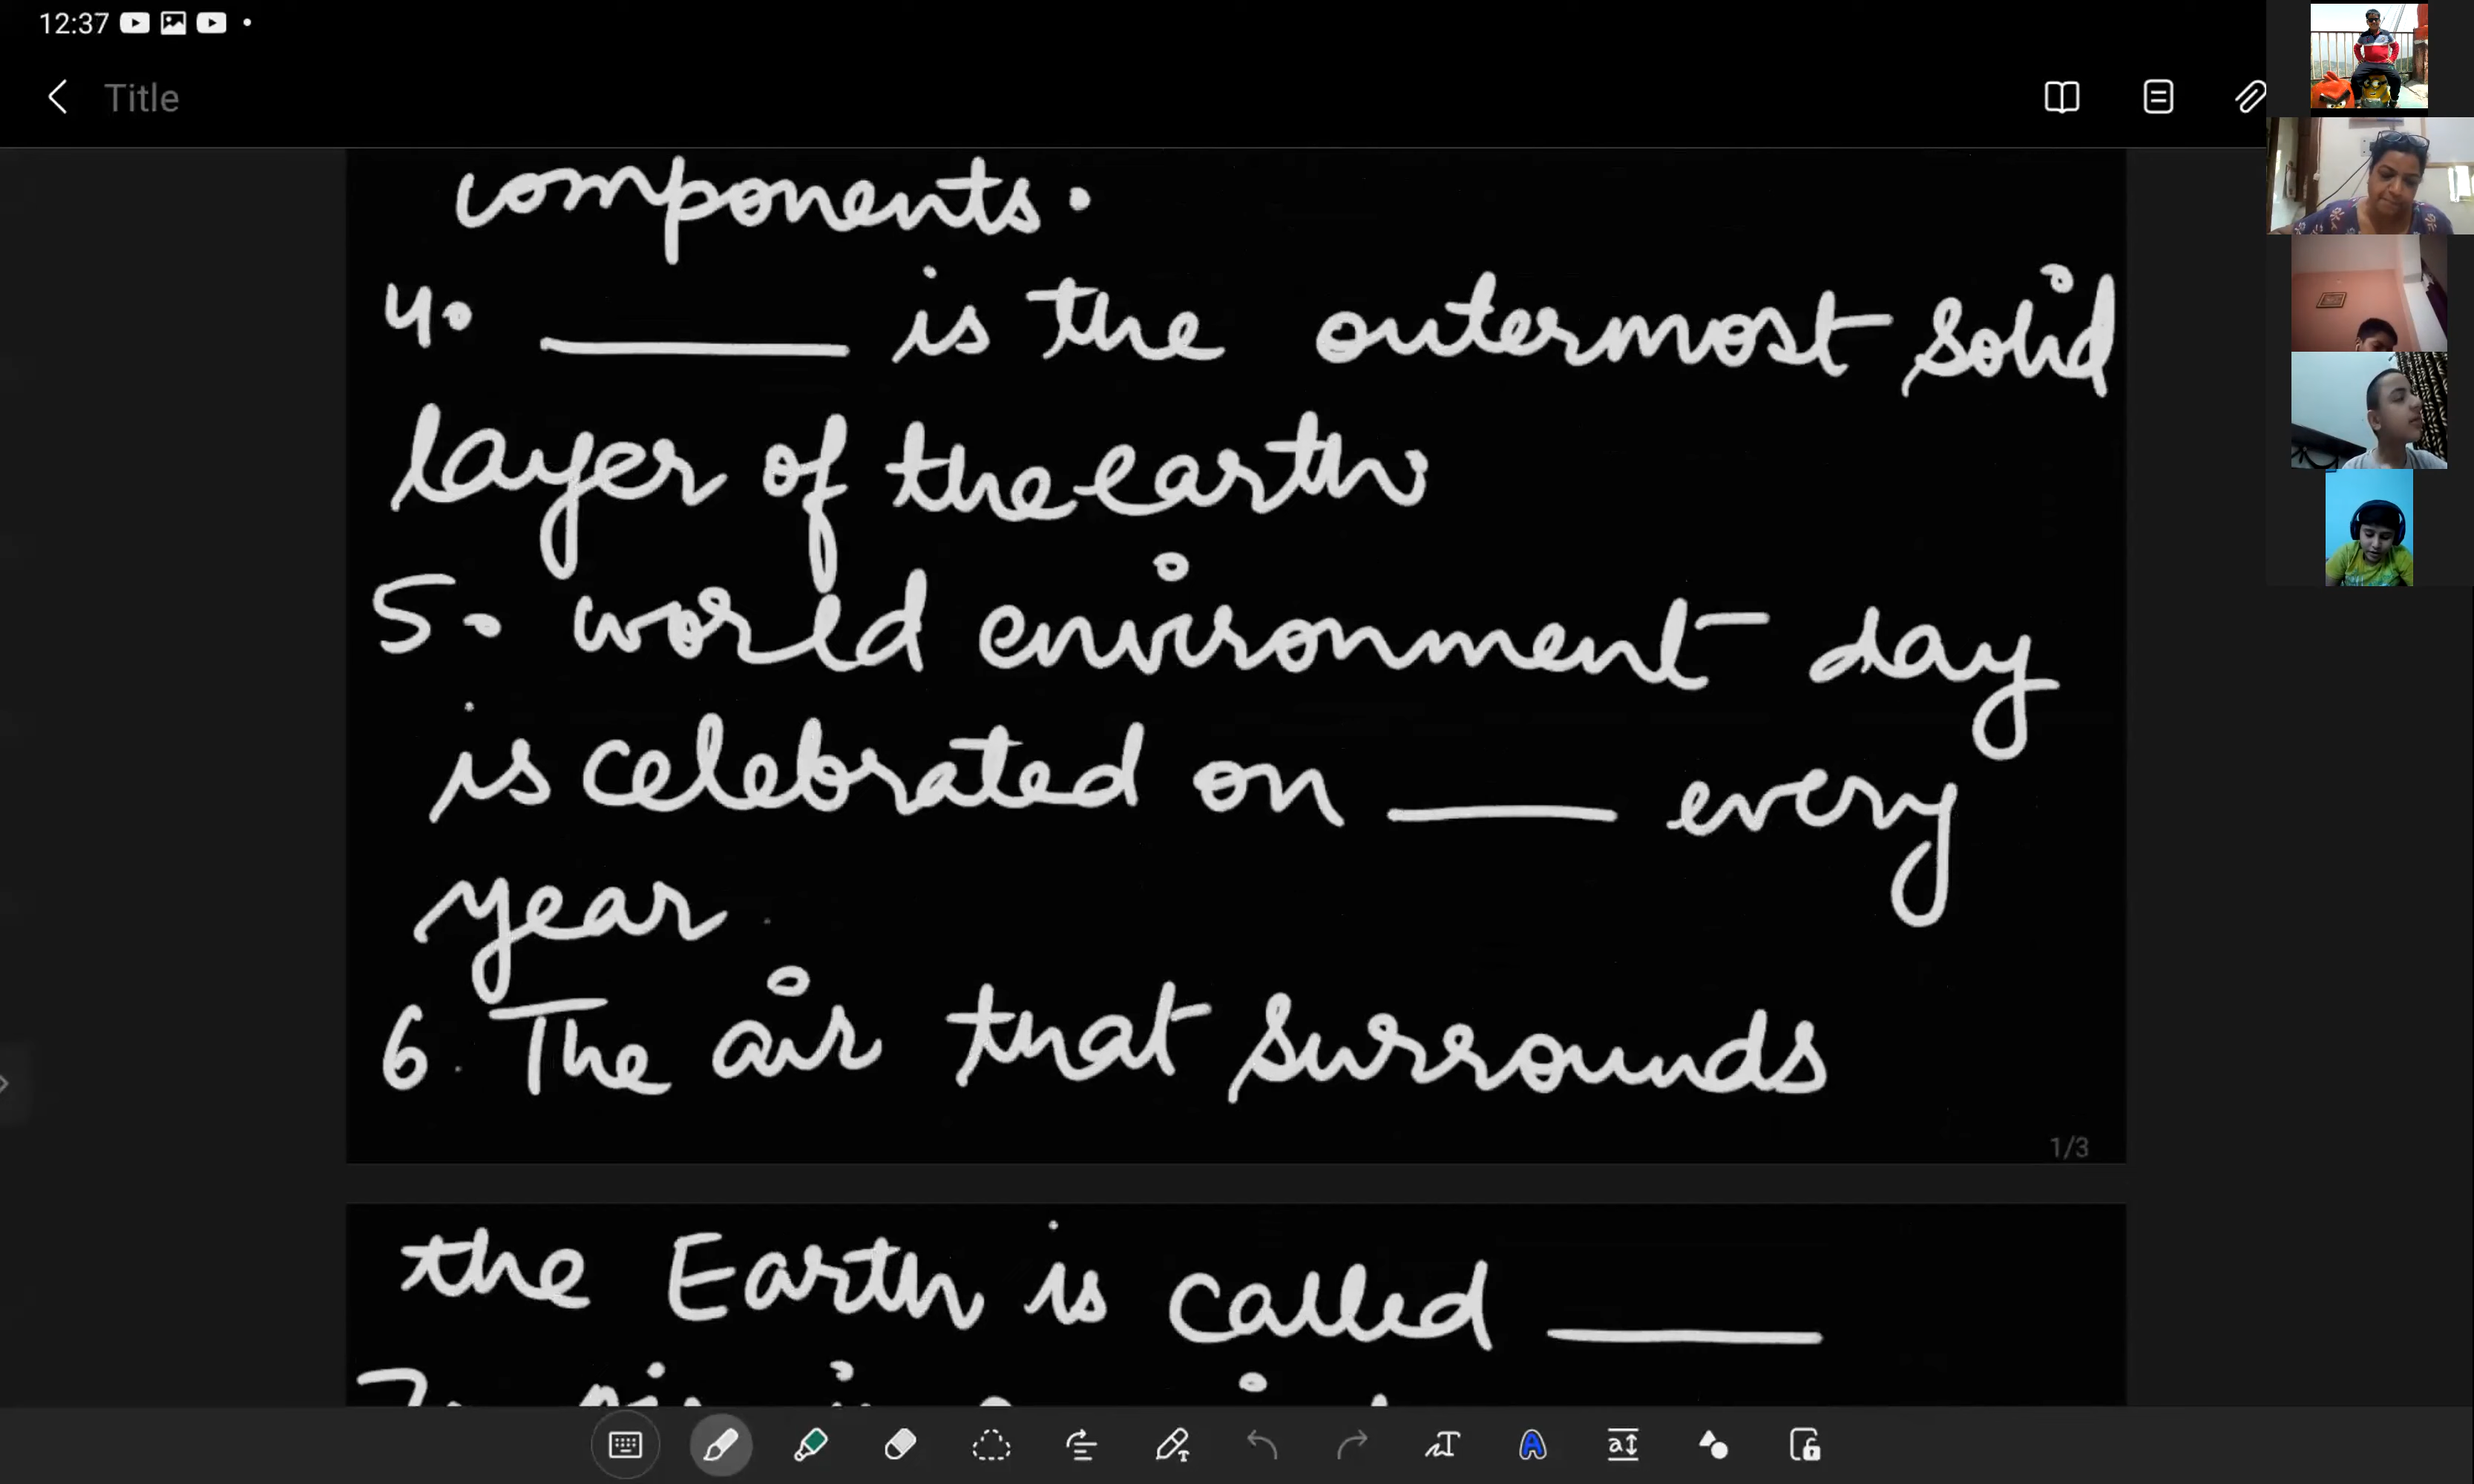 12:37
Title
components.
4. ______ is the outermost solid
layer of the earth
5. world environment day
is celebrated on ____ every
year.
6. The air that surrounds
1/3
the Earth is called ______